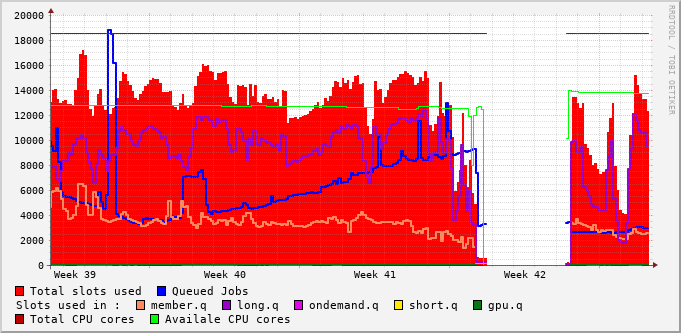 20000
18000
16000
14000
12000
10000
8000
6000
4000
2000
0
Week 39 Week 40 Week 41 Week 42
Total slots used Queued Jobs
Slots used in : member.q long.q ondemand.q short.q gpu.q
Total CPU cores Availale CPU cores
RRDTOOL / TOBI OETIKER